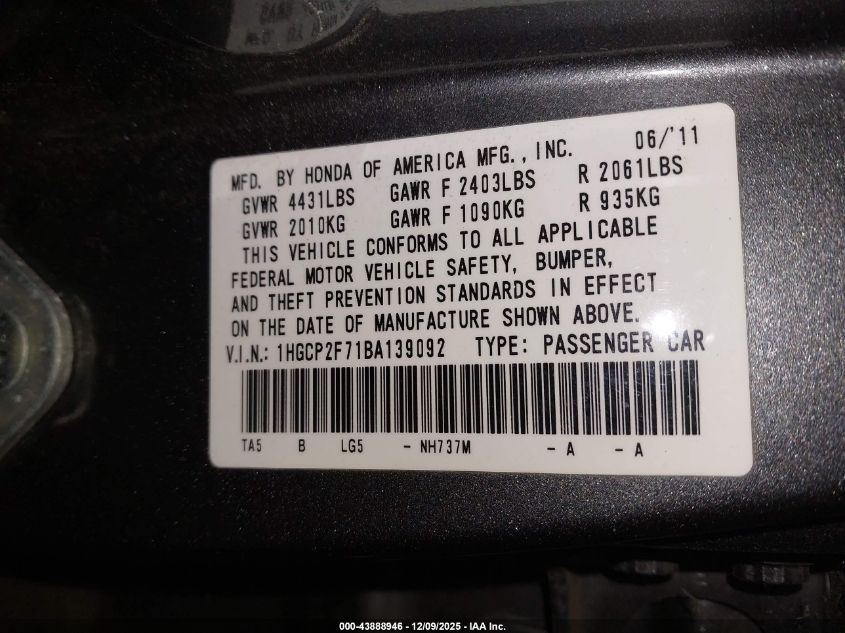 MFD. BY HONDA OF AMERICA MFG., INC. 06/'11
GVWR 4431LBS GAWR F 2403LBS R 2061LBS
GVWR 2010KG GAWR F 1090KG R 935KG
THIS VEHICLE CONFORMS TO ALL APPLICABLE
FEDERAL MOTOR VEHICLE SAFETY, BUMPER,
AND THEFT PREVENTION STANDARDS IN EFFECT
ON THE DATE OF MANUFACTURE SHOWN ABOVE.
V.I.N.: 1HGCP2F71BA139092 TYPE: PASSENGER CAR
TA5 B LG5 - NH737M - A - A
000-43888946 - 12/09/2025 - IAA Inc.